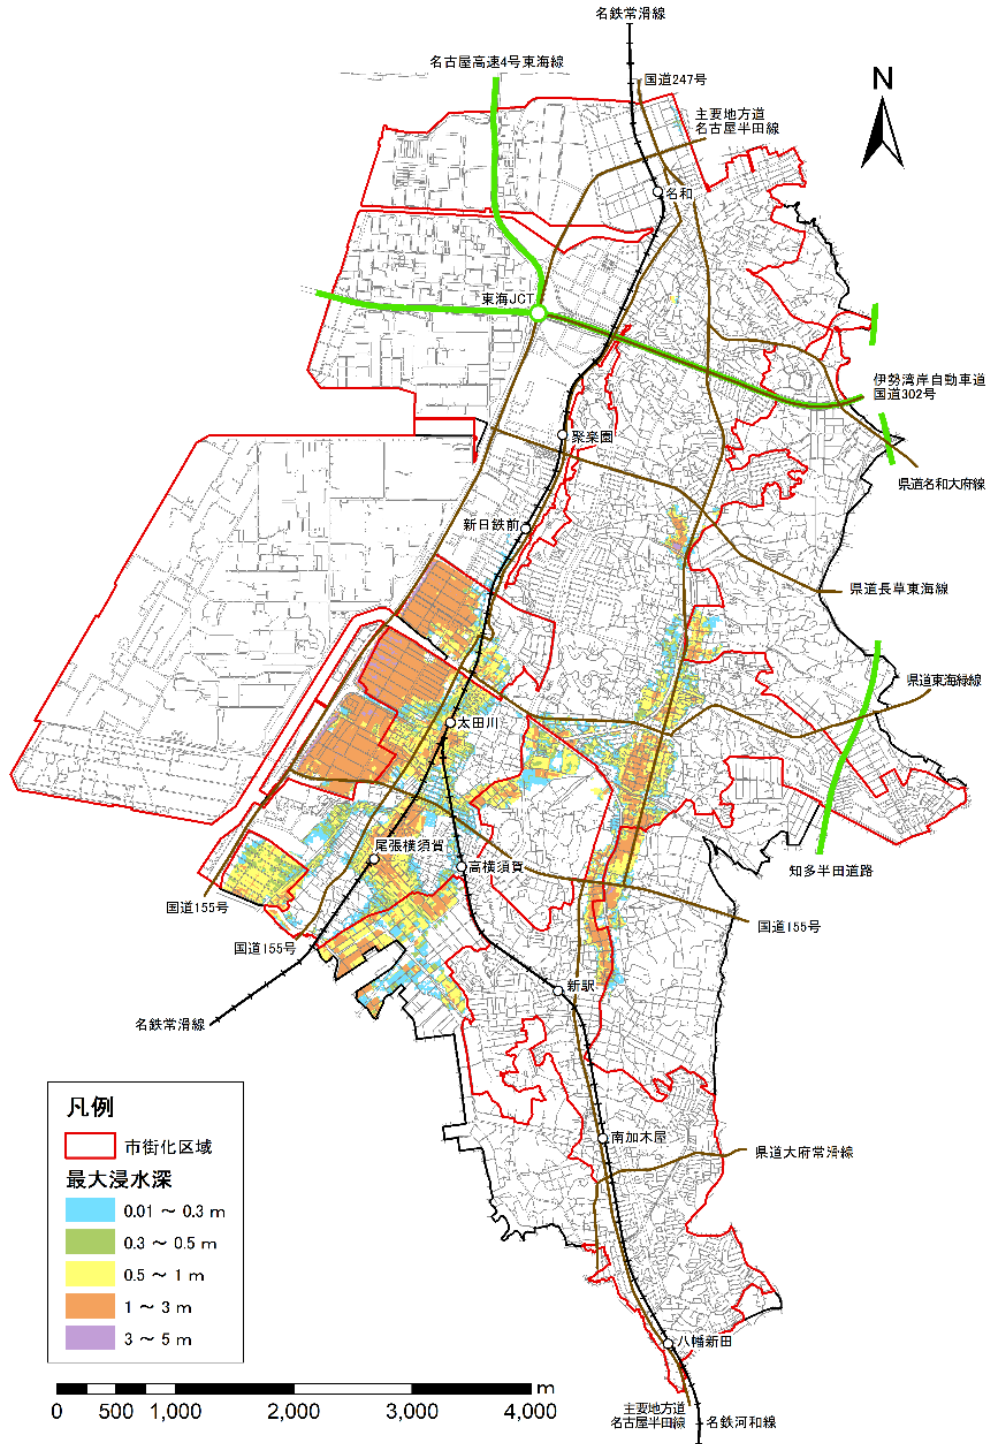 名鉄常滑線
名古屋高速4号東海線
国道247号
N
主要地方道
名古屋半田線
名和
東海JCT
伊勢湾岸自動車道
国道302号
聚楽園
県道名和大府線
新日鉄前
県道長草東海線
県道東海緑線
太田川
尾張横須賀
高横須賀
知多半田道路
国道155号
国道155号
国道155号
新駅
名鉄常滑線
凡例
市街化区域
最大浸水深
0.01 ～ 0.3 m
0.3 ～ 0.5 m
0.5 ～ 1 m
1 ～ 3 m
3 ～ 5 m
南加木屋
県道大府常滑線
八幡新田
m
0 500 1,000 2,000 3,000 4,000
主要地方道
名古屋半田線
名鉄河和線